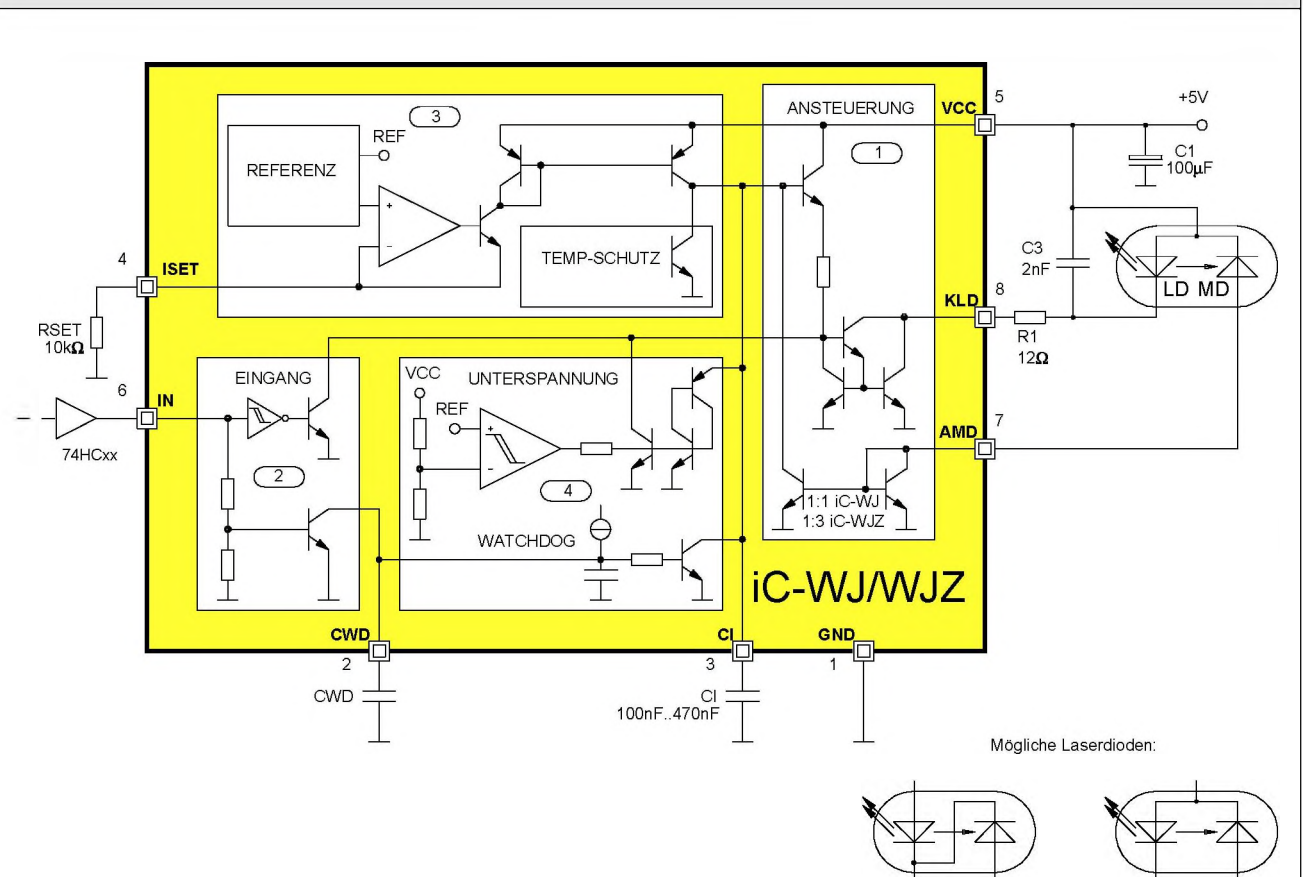 3
ANSTEUERUNG
VCC
5
+5V
REF
REFERENZ
1
C1
100µF
+
−
TEMP-SCHUTZ
4
ISET
C3
2nF
LD MD
KLD
8
RSET
10kΩ
R1
12Ω
6
IN
EINGANG
VCC
UNTERSPANNUNG
REF
+
−
AMD
7
74HCxx
2
4
1:1 iC-WJ
1:3 iC-WJZ
WATCHDOG
iC-WJ/WJZ
CWD
CI
GND
2
3
1
CWD
CI
100nF..470nF
Mögliche Laserdioden: